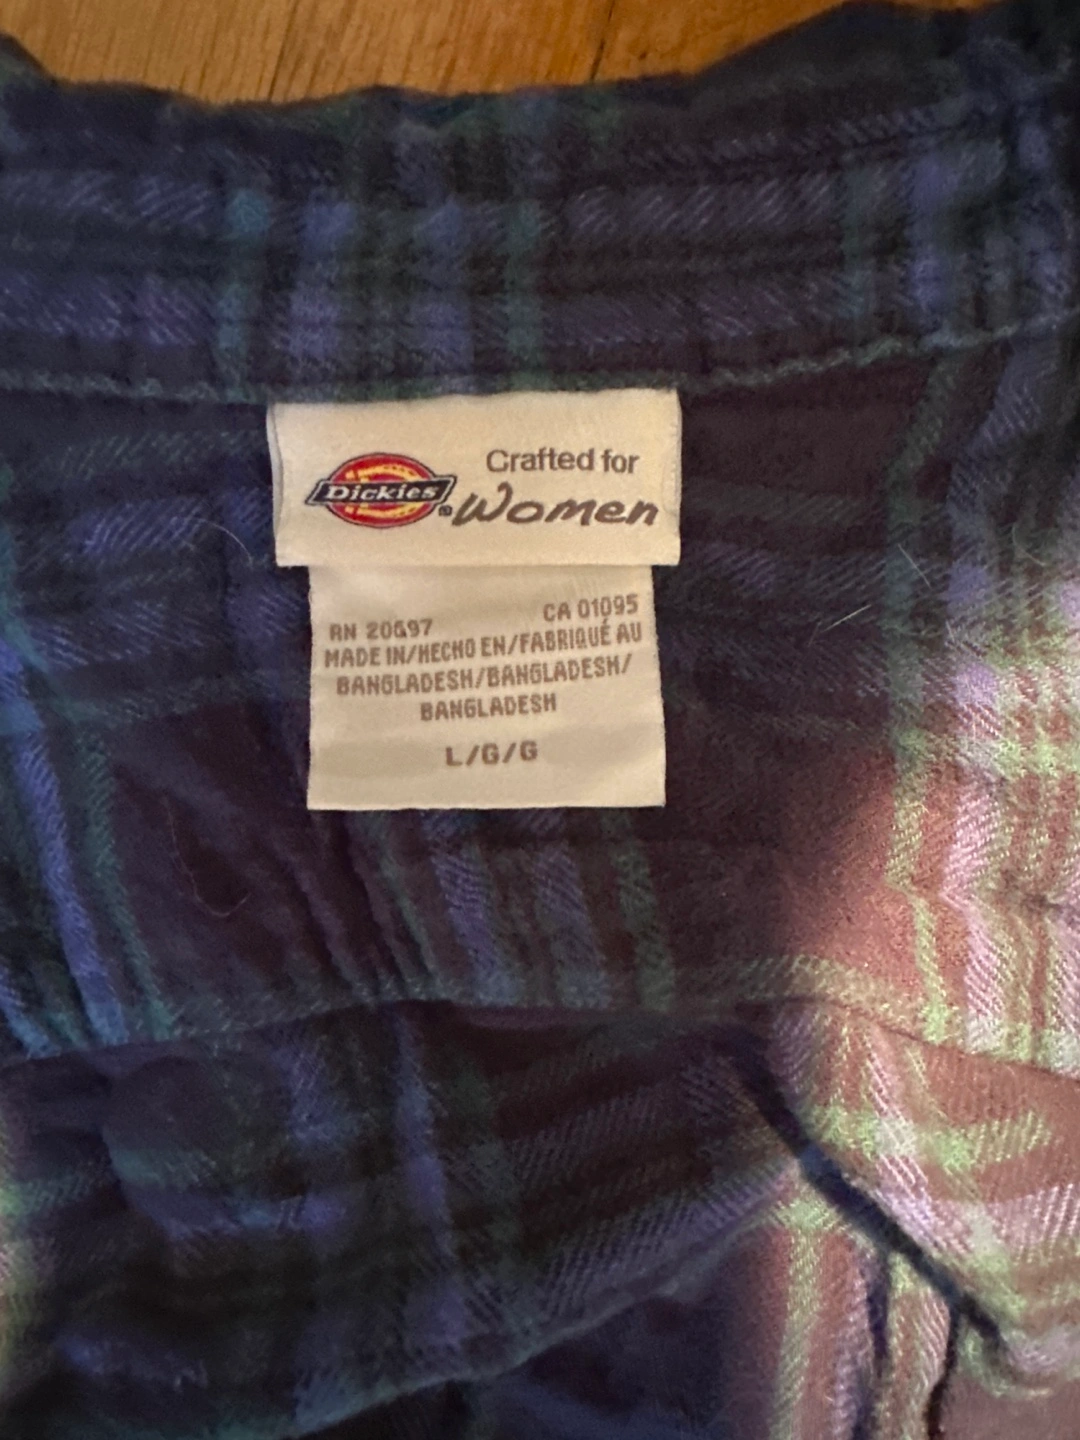 Dickies®
Crafted for
Women
RN 20697 CA 01095
MADE IN/HECHO EN/FABRIQUÉ AU
BANGLADESH/BANGLADESH/
BANGLADESH
L/G/G